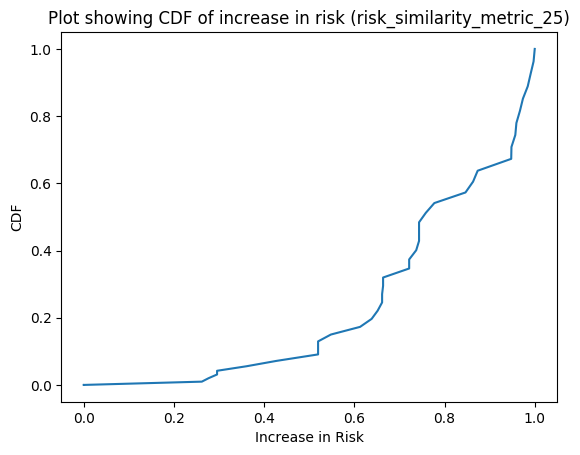 Plot showing CDF of increase in risk (risk_similarity_metric_25)
1.0
0.8
0.6
0.4
0.2
0.0
CDF
0.0 0.2 0.4 0.6 0.8 1.0
Increase in Risk